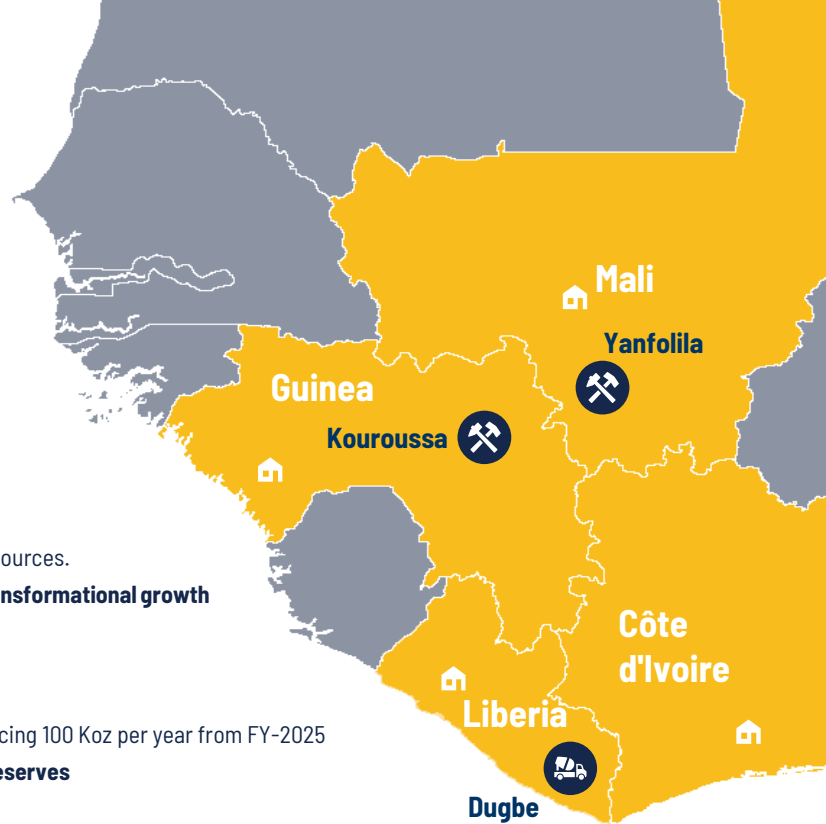 Mali
Yanfolila
Guinea
Kouroussa
ources.
nsformational growth
Côte
d'Ivoire
Liberia
cing 100 Koz per year from FY-2025
eserves
Dugbe